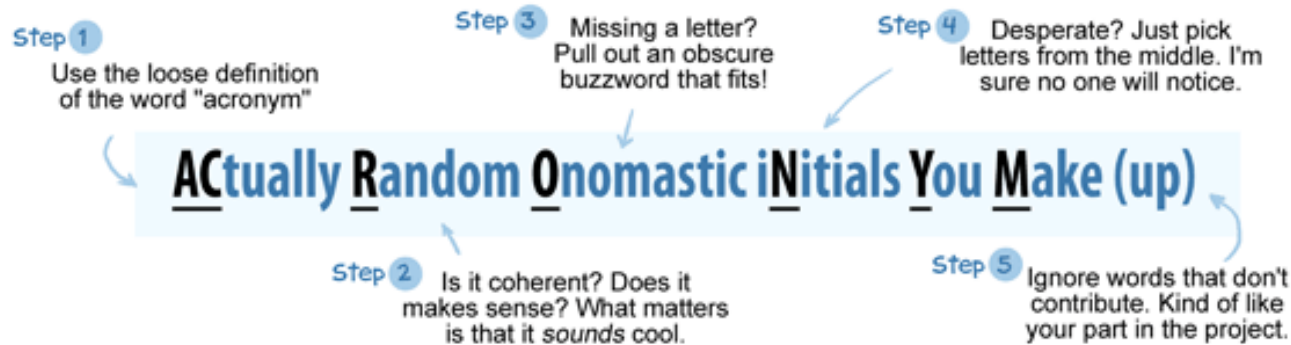 Step 1
Use the loose definition
of the word "acronym"
Step 3
Missing a letter?
Pull out an obscure
buzzword that fits!
Step 4
Desperate? Just pick
letters from the middle. I'm
sure no one will notice.
ACtually Random Onomastic iNitials You Make (up)
Step 2
Is it coherent? Does it
makes sense? What matters
is that it sounds cool.
Step 5
Ignore words that don't
contribute. Kind of like
your part in the project.